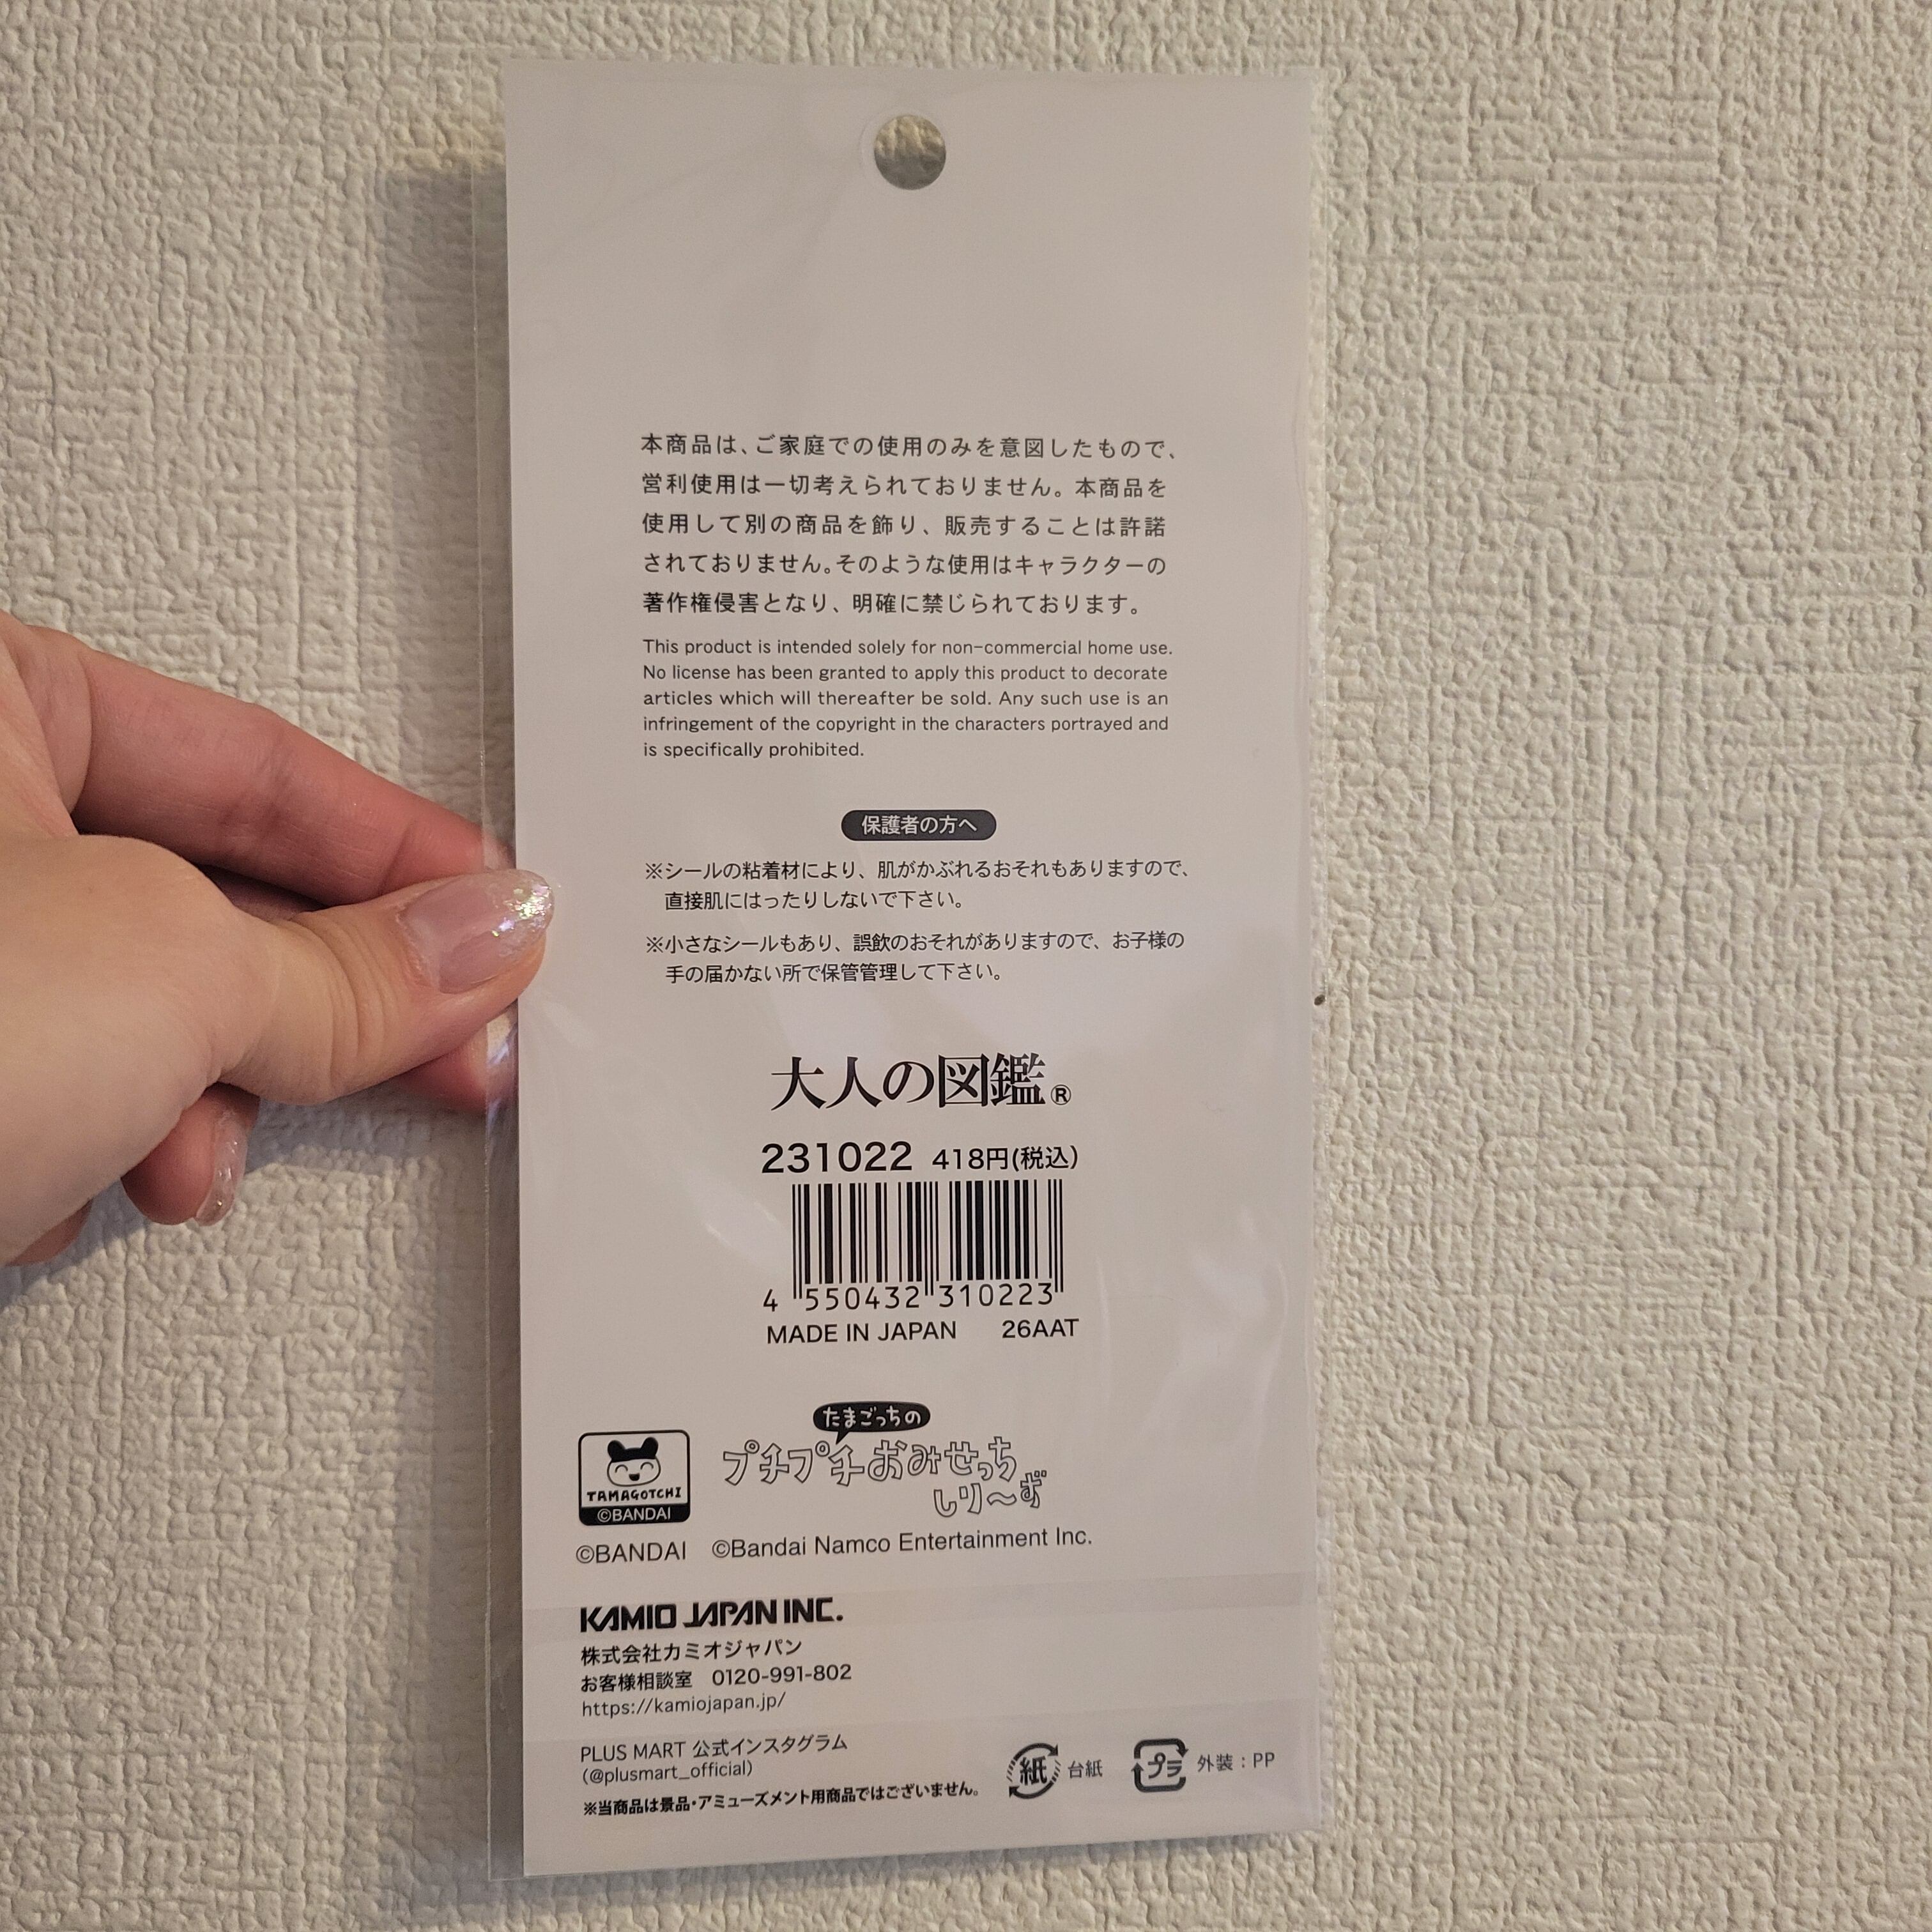 本商品は、ご家庭での使用のみを意図したもので、
営利使用は一切考えられておりません。本商品を
使用して別の商品を飾り、販売することは許諾
されておりません。そのような使用はキャラクターの
著作権侵害となり、明確に禁じられております。
This product is intended solely for non-commercial home use.
No license has been granted to apply this product to decorate
articles which will thereafter be sold. Any such use is an
infringement of the copyright in the characters portrayed and
is specifically prohibited.
保護者の方へ
※シールの粘着材により、肌がかぶれるおそれもありますので、
直接肌にはったりしないで下さい。
※小さなシールもあり、誤飲のおそれがありますので、お子様の
手の届かない所で保管管理して下さい。
大人の図鑑®
231022 418円(税込)
4 550432 310223
MADE IN JAPAN 26AAT
たまごっちの
プチプチおみせっち
しり〜ず
TAMAGOTCHI
©BANDAI
©BANDAI ©Bandai Namco Entertainment Inc.
KAMIO JAPAN INC.
株式会社カミオジャパン
お客様相談室 0120-991-802
https://kamiojapan.jp/
PLUS MART 公式インスタグラム
(@plusmart_official)
※当商品は景品・アミューズメント用商品ではございません。
紙 台紙 プラ 外装:PP